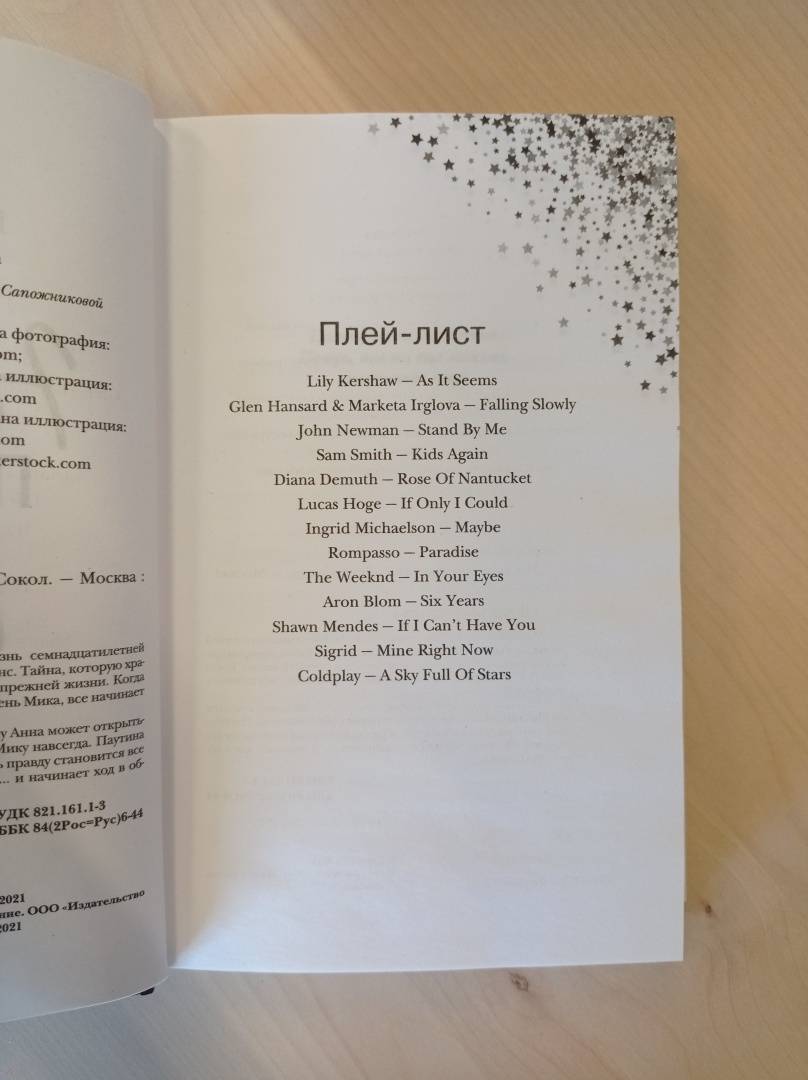 Сапожниковой
фотография:
иллюстрация:
.com
на иллюстрация:
erstock.com
Сокол. — Москва :
семнадцатилетней
Тайна, которую хра-
прежней жизни. Когда
Мика, все начинает
у Анна может открыть-
Мику навсегда. Паутина
правду становится все
... и начинает ход в об-
УДК 821.161.1-3
ББК 84(2Рос=Рус)6-44
2021
ООО «Издательство
2021
Плей-лист
Lily Kershaw — As It Seems
Glen Hansard & Marketa Irglova — Falling Slowly
John Newman — Stand By Me
Sam Smith — Kids Again
Diana Demuth — Rose Of Nantucket
Lucas Hoge — If Only I Could
Ingrid Michaelson — Maybe
Rompasso — Paradise
The Weeknd — In Your Eyes
Aron Blom — Six Years
Shawn Mendes — If I Can't Have You
Sigrid — Mine Right Now
Coldplay — A Sky Full Of Stars